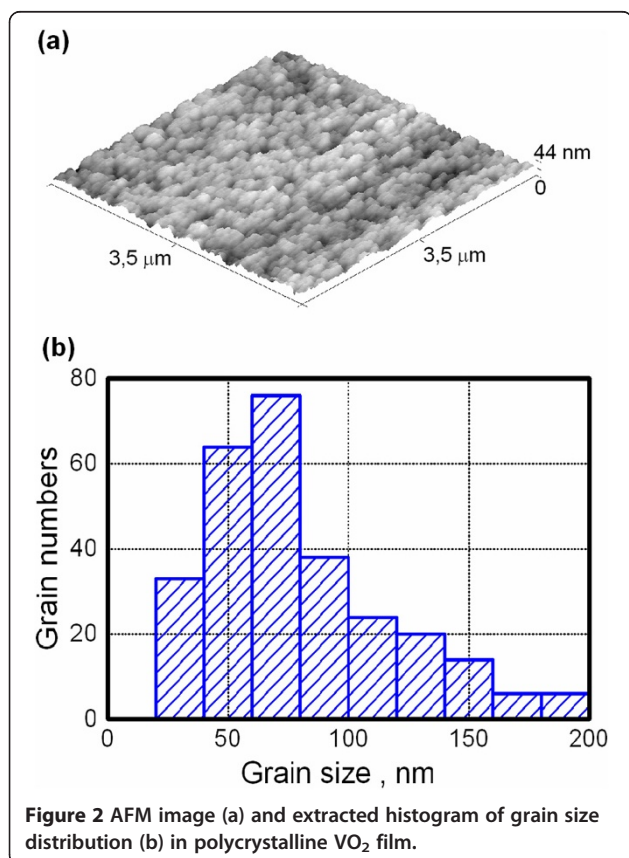 (a)
44 nm
0
3,5 μm
3,5 μm
(b)
80
60
40
20
0
Grain numbers
0 50 100 150 200
Grain size , nm
Figure 2 AFM image (a) and extracted histogram of grain size
distribution (b) in polycrystalline VO₂ film.